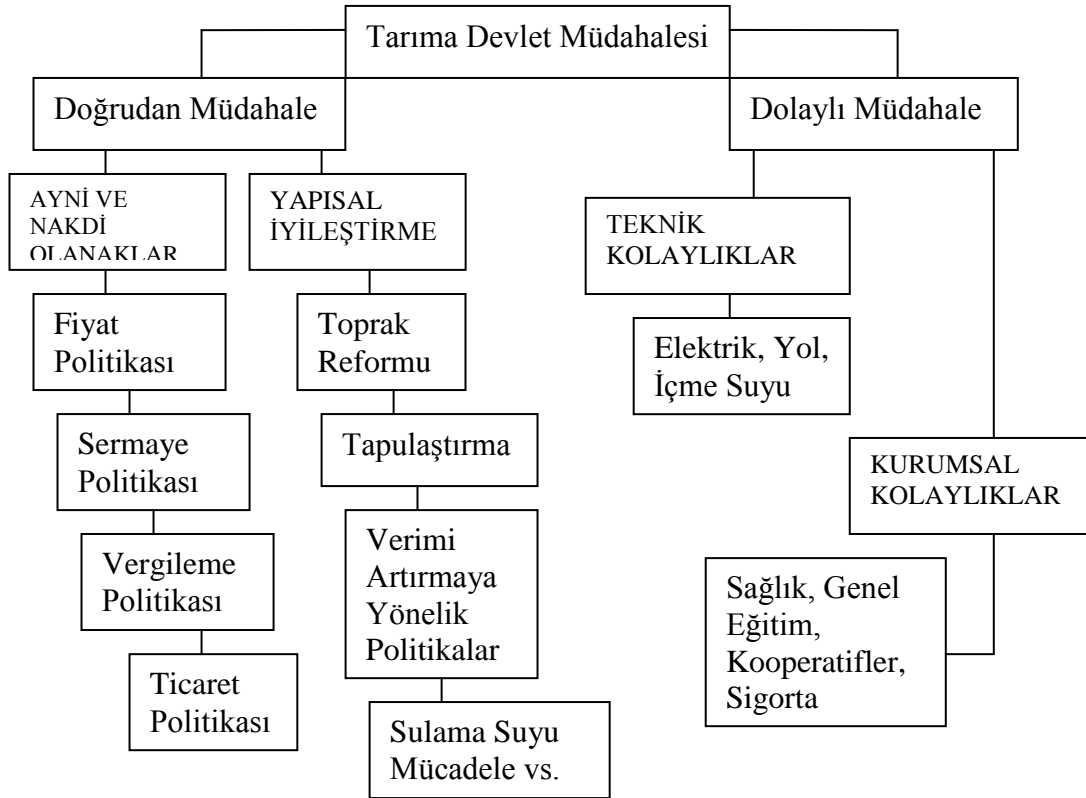 Tarıma Devlet Müdahalesi
Doğrudan Müdahale
Dolaylı Müdahale
AYNİ VE
NAKDİ
OLANAKLAR
YAPISAL
İYİLEŞTİRME
TEKNİK
KOLAYLIKLAR
Fiyat
Politikası
Toprak
Reformu
Elektrik, Yol,
İçme Suyu
Sermaye
Politikası
Tapulaştırma
KURUMSAL
KOLAYLIKLAR
Vergileme
Politikası
Verimi
Artırmaya
Yönelik
Politikalar
Sağlık, Genel
Eğitim,
Kooperatifler,
Sigorta
Ticaret
Politikası
Sulama Suyu
Mücadele vs.